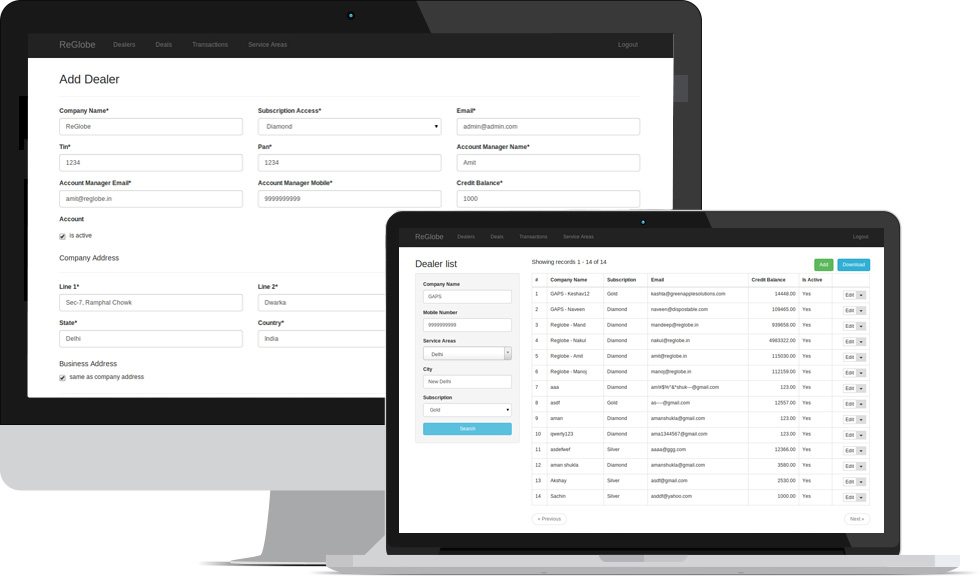 ReGlobe Dealers Deals Transactions Service Areas Logout
Add Dealer
Company Name* Subscription Access* Email*
ReGlobe Diamond admin@admin.com
Tin* Pan* Account Manager Name*
1234 1234 Amit
Account Manager Email* Account Manager Mobile* Credit Balance*
amit@reglobe.in 9999999999 1000
Account
is active
Company Address
Line 1* Line 2*
Sec-7, Ramphal Chowk Dwarka
State* Country*
Delhi India
Business Address
same as company address
ReGlobe Dealers Deals Transactions Service Areas Logout
Dealer list
Company Name
GAPS
Mobile Number
9999999999
Service Areas
Delhi
City
New Delhi
Subscription
Gold
Search
Showing records 1 - 14 of 14
Add Download
# Company Name Subscription Email Credit Balance Is Active
1 GAPS - Keshav12 Gold kashta@greenapplesolutions.com 14448.00 Yes Edit
2 GAPS - Naveen Diamond naveen@dispostable.com 109465.00 Yes Edit
3 Reglobe - Mand Diamond mandeep@reglobe.in 939658.00 Yes Edit
4 Reglobe - Nakul Diamond nakul@reglobe.in 4983322.00 Yes Edit
5 Reglobe - Amit Diamond amit@reglobe.in 115030.00 Yes Edit
6 Reglobe - Manoj Diamond manoj@reglobe.in 112159.00 Yes Edit
7 aaa Diamond 123.00 Yes Edit
8 asdf Gold as----@gmail.com 12557.00 Yes Edit
9 aman Diamond amanshukla@gmail.com 123.00 Yes Edit
10 qwerty123 Diamond ama1344567@gmail.com 123.00 Yes Edit
11 asdefwef Silver aaaa@ggg.com 12366.00 Yes Edit
12 aman shukla Diamond amanshukla@gmail.com 3580.00 Yes Edit
13 Akshay Silver asdf@gmail.com 2530.00 Yes Edit
14 Sachin Silver asddf@yahoo.com 1000.00 Yes Edit
« Previous Next »